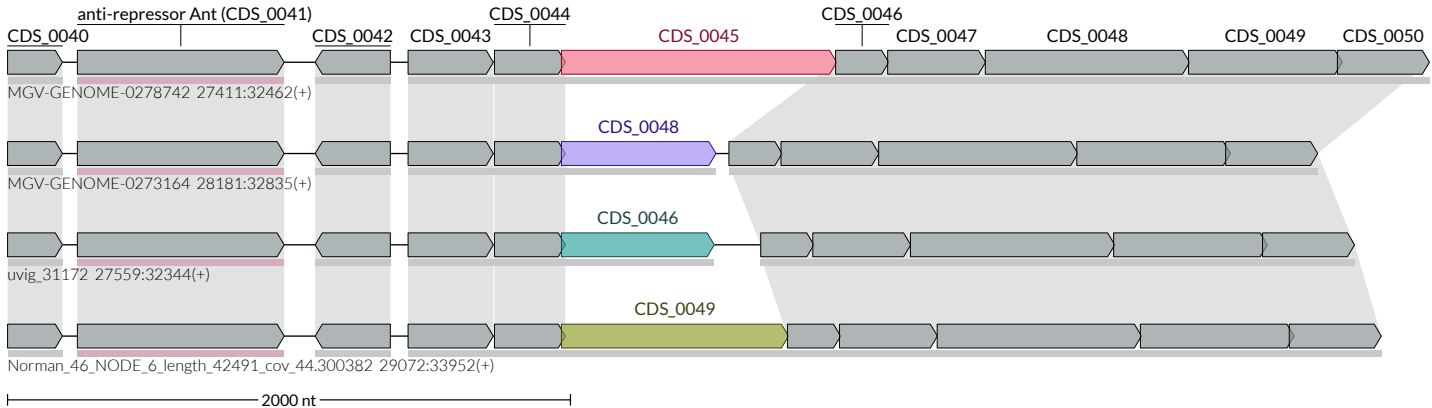 anti-repressor Ant (CDS_0041) CDS_0044 CDS_0046
CDS_0040 CDS_0042 CDS_0043 CDS_0045 CDS_0047 CDS_0048 CDS_0049 CDS_0050
MGV-GENOME-0278742 27411:32462(+)
CDS_0048
MGV-GENOME-0273164 28181:32835(+)
CDS_0046
uvig_31172 27559:32344(+)
CDS_0049
Norman_46_NODE_6_length_42491_cov_44.300382 29072:33952(+)
2000 nt